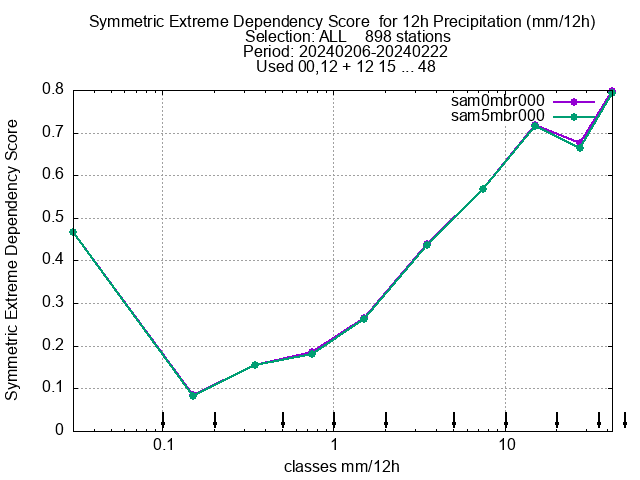 Symmetric Extreme Dependency Score  for 12h Precipitation (mm/12h)
Selection: ALL    898 stations
Period: 20240206-20240222
Used 00,12 + 12 15 ... 48
sam0mbr000
sam5mbr000
Symmetric Extreme Dependency Score
0.8
0.7
0.6
0.5
0.4
0.3
0.2
0.1
0
0.1 1 10
classes mm/12h